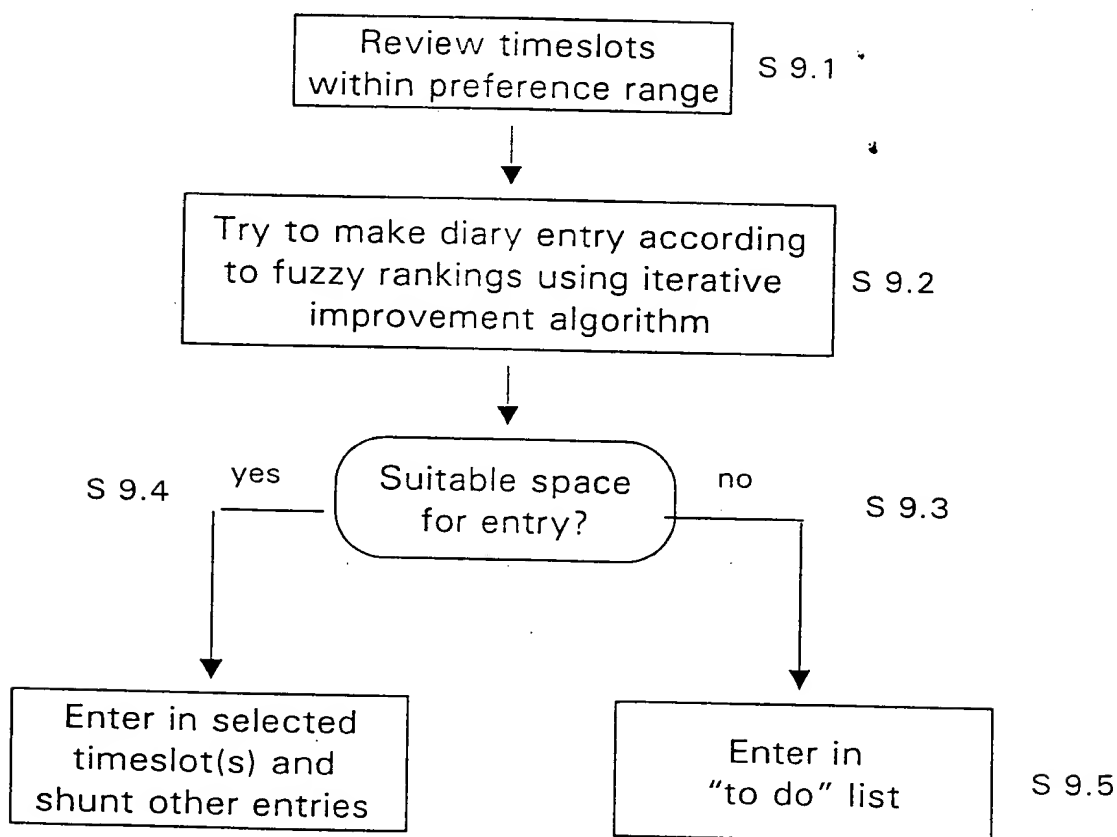 Review timeslots
within preference range
S 9.1
Try to make diary entry according
to fuzzy rankings using iterative
improvement algorithm
S 9.2
S 9.4
yes
Suitable space
for entry?
no
S 9.3
Enter in selected
timeslot(s) and
shunt other entries
Enter in
“to do” list
S 9.5